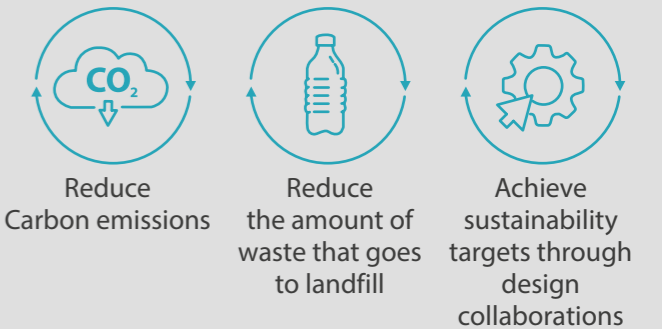 CO₂
Reduce
Carbon emissions
Reduce
the amount of
waste that goes
to landfill
Achieve
sustainability
targets through
design
collaborations